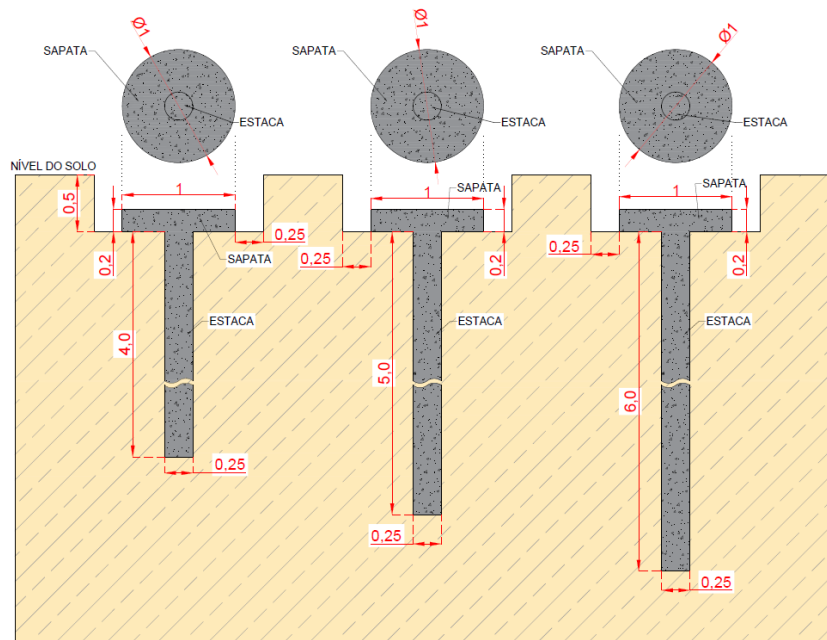 Ø1
Ø1
Ø1
SAPATA
SAPATA
SAPATA
ESTACA
ESTACA
ESTACA
NÍVEL DO SOLO
0,5
1
1
SAPATA
1
SAPATA
0,2
0,25
SAPATA
0,25
0,2
0,25
0,2
4,0
ESTACA
5,0
ESTACA
6,0
ESTACA
0,25
0,25
0,25